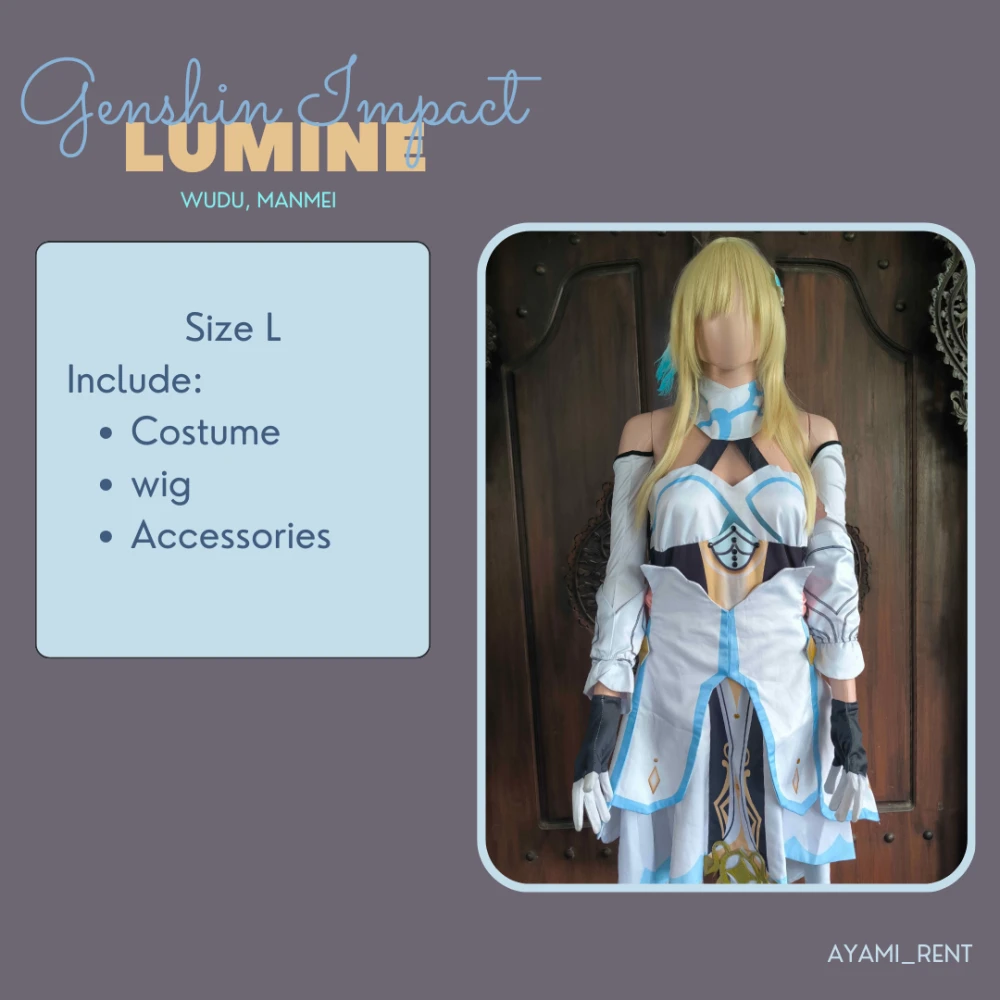 Genshin Impact
LUMINE
WUDU, MANMEI
Size L
Include:
• Costume
• wig
• Accessories
AYAMI_RENT